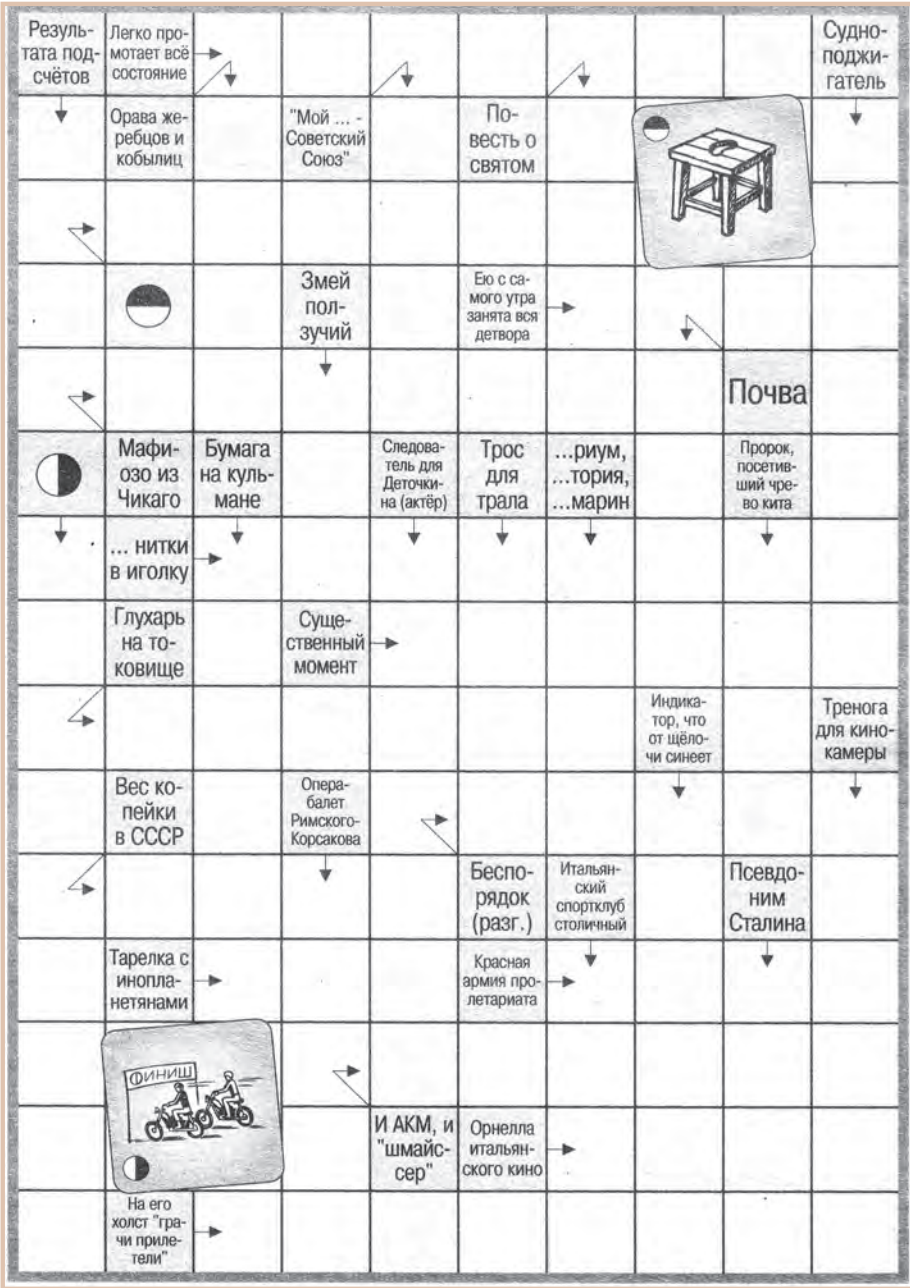 Резуль-
тата под-
счётов
Легко про-
мотает всё
состояние
Судно-
поджи-
гатель
Орава же-
ребцов и
кобылиц
"Мой ... -
Советский
Союз"
По-
весть о
святом
Змей
пол-
зучий
Ею с са-
мого утра
занята вся
детвора
Почва
Мафи-
озо из
Чикаго
Бумага
на куль-
мане
Следова-
тель для
Деточки-
на (актёр)
Трос
для
трала
...риум,
...тория,
...марин
Пророк,
посетив-
ший чре-
во кита
... нитки
в иголку
Глухарь
на то-
ковище
Суще-
ственный
момент
Индика-
тор, что
от щёло-
чи синеет
Тренога
для кино-
камеры
Вес ко-
пейки
в СССР
Опера-
балет
Римского-
Корсакова
Беспо-
рядок
(разг.)
Итальян-
ский
спортклуб
столичный
Псевдо-
ним
Сталина
Тарелка с
инопла-
нетянами
Красная
армия про-
летариата
ФИНИШ
И АКМ, и
"шмайс-
сер"
Орнелла
итальян-
ского кино
На его
холст "гра-
чи приле-
тели"